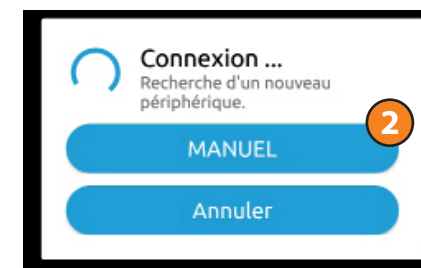 Connexion ...
Recherche d'un nouveau
périphérique.
2
MANUEL
Annuler